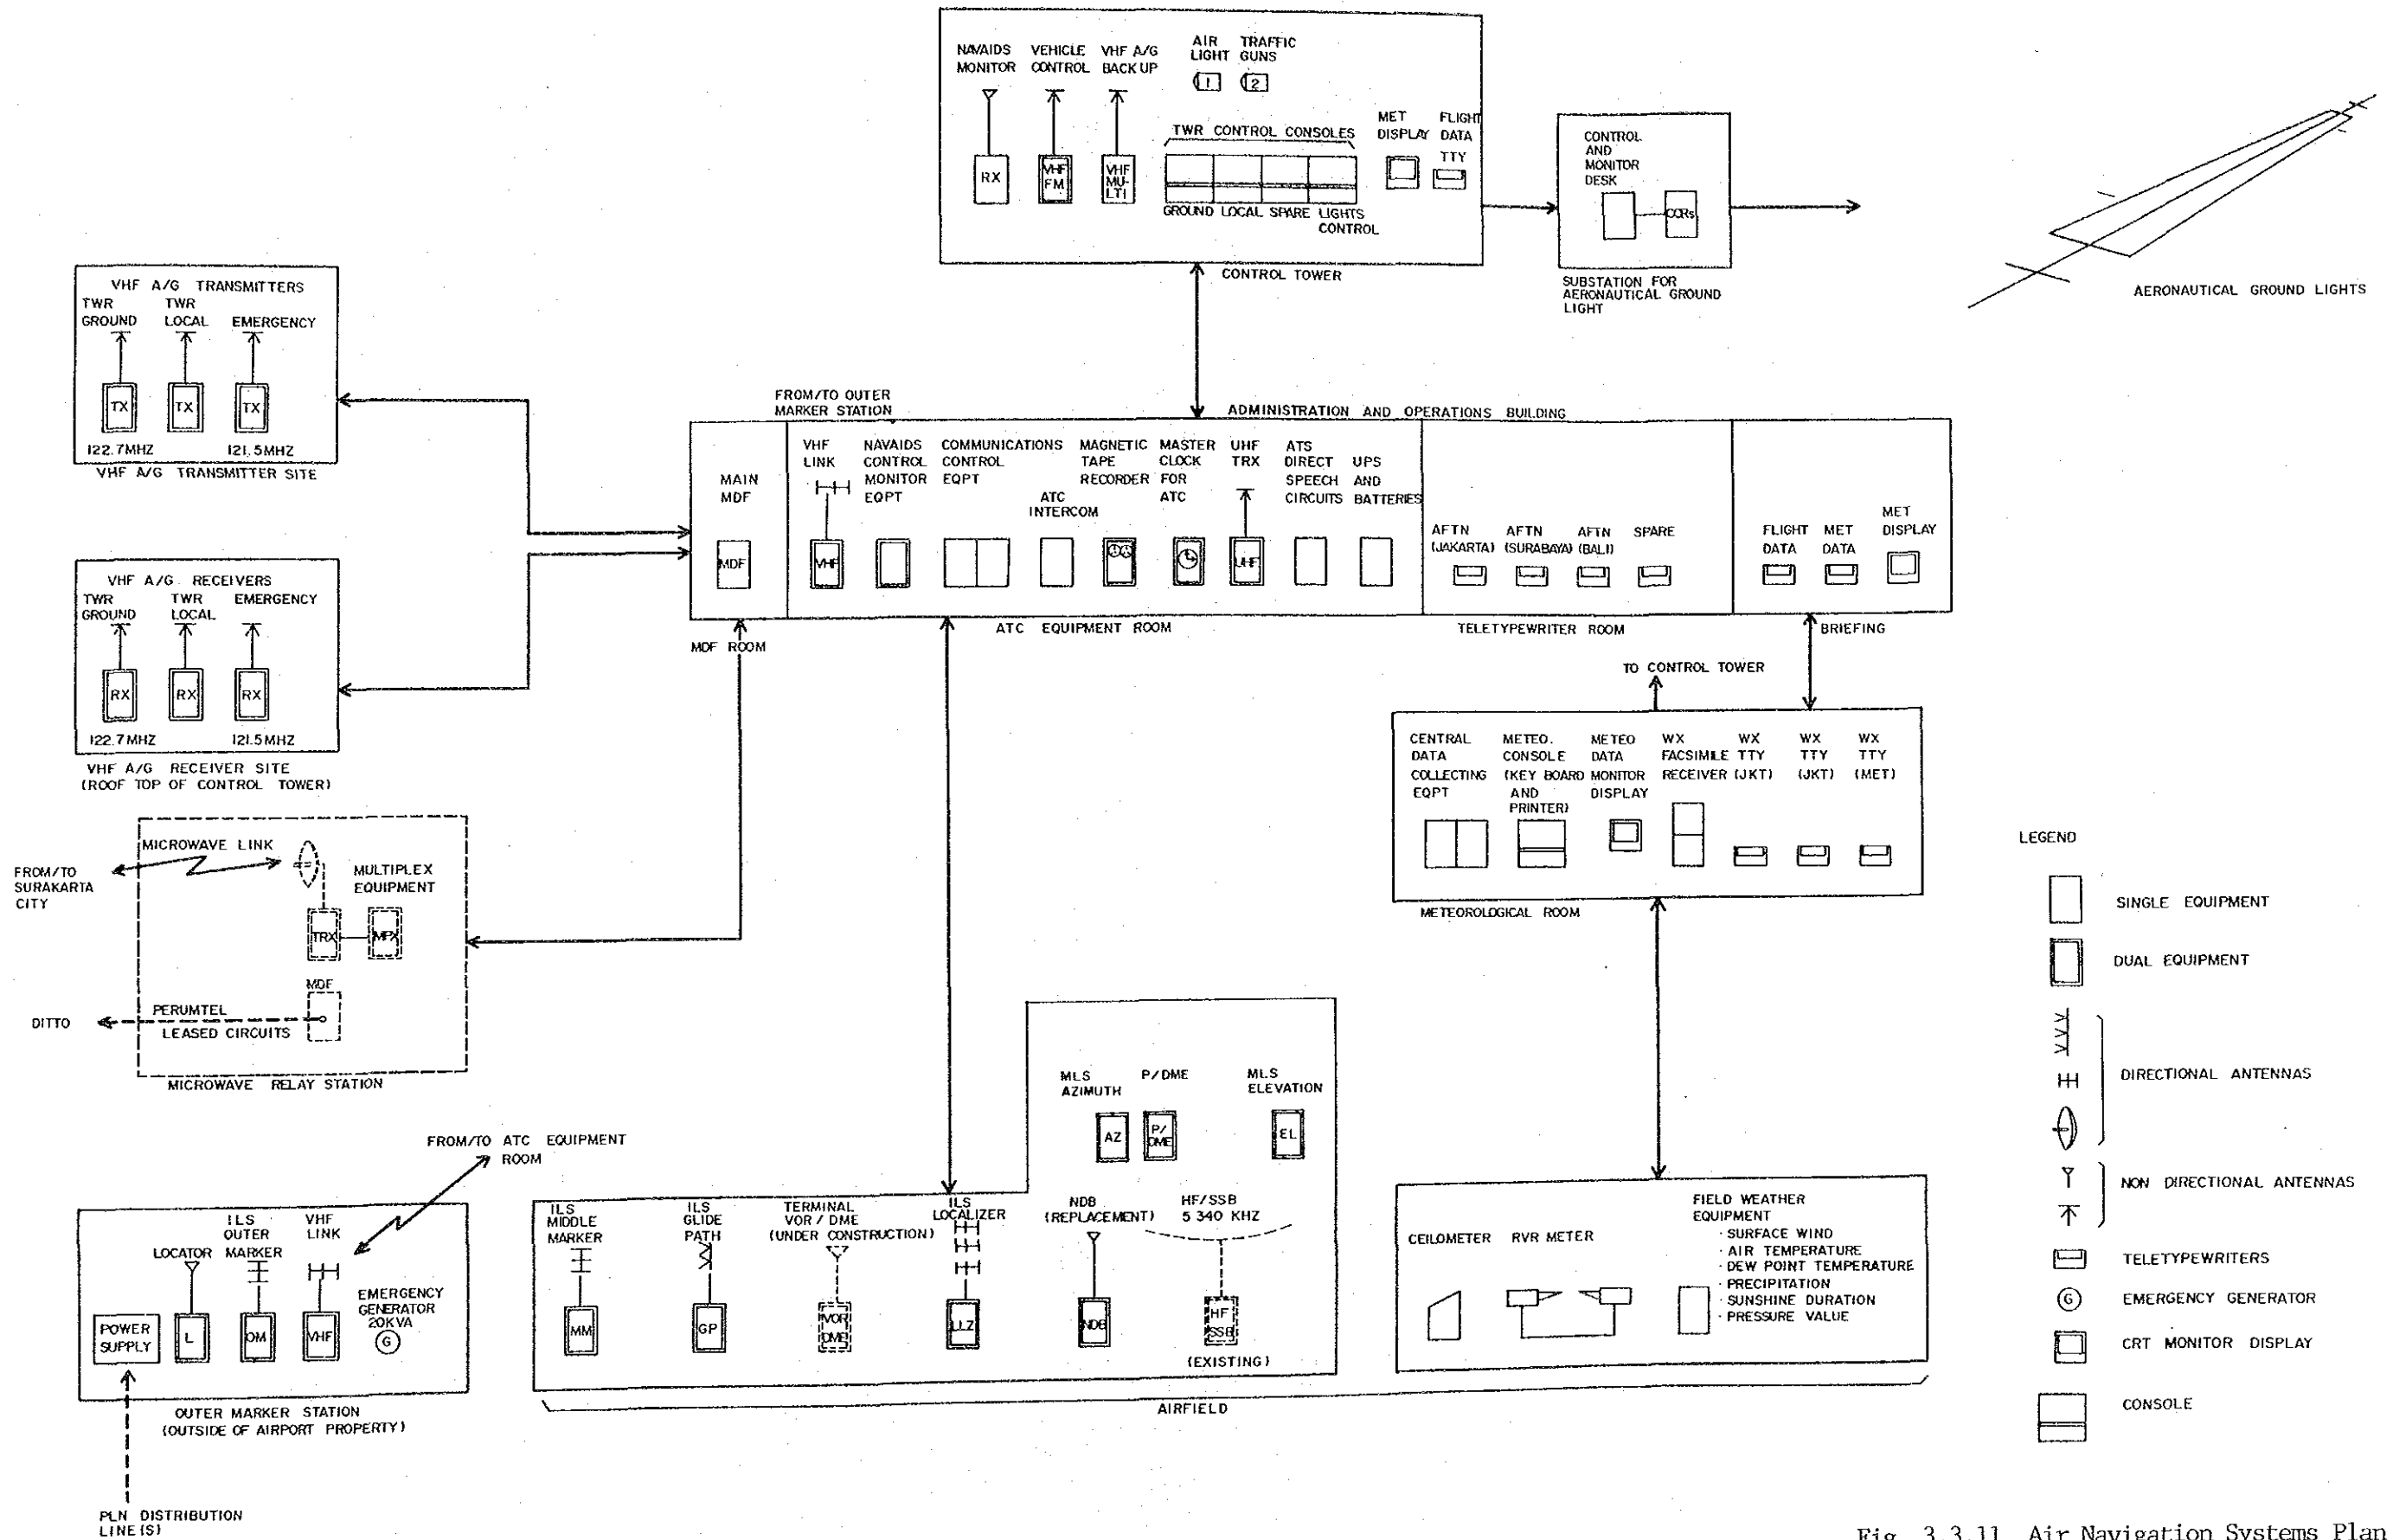 NAVAIDS
MONITOR
VEHICLE
CONTROL
VHF A/G
BACK UP
AIR TRAFFIC
LIGHT GUNS
1
2
RX
VHF
FM
VHF
MU-
LTI
TWR CONTROL CONSOLES
GROUND LOCAL SPARE LIGHTS
CONTROL
MET
DISPLAY
FLIGHT
DATA
TTY
CONTROL TOWER
CONTROL
AND
MONITOR
DESK
CCRs
SUBSTATION FOR
AERONAUTICAL GROUND
LIGHT
AERONAUTICAL GROUND LIGHTS
VHF A/G TRANSMITTERS
TWR
GROUND
TWR
LOCAL
EMERGENCY
TX
TX
TX
122.7MHZ
121.5MHZ
VHF A/G TRANSMITTER SITE
VHF A/G RECEIVERS
TWR
GROUND
TWR
LOCAL
EMERGENCY
RX
RX
RX
122.7MHZ
121.5MHZ
VHF A/G RECEIVER SITE
(ROOF TOP OF CONTROL TOWER)
FROM/TO OUTER
MARKER STATION
ADMINISTRATION AND OPERATIONS BUILDING
MAIN
MDF
MDF
MDF ROOM
VHF
LINK
VHF
NAVAIDS
CONTROL
MONITOR
EQPT
COMMUNICATIONS
CONTROL
EQPT
ATC
INTERCOM
MAGNETIC
TAPE
RECORDER
MASTER
CLOCK
FOR
ATC
UHF
TRX
UHF
ATS
DIRECT
SPEECH
CIRCUITS
UPS
AND
BATTERIES
ATC EQUIPMENT ROOM
AFTN
(JAKARTA)
AFTN
(SURABAYA)
AFTN
(BALI)
SPARE
TELETYPEWRITER ROOM
FLIGHT
DATA
MET
DATA
MET
DISPLAY
BRIEFING
TO CONTROL TOWER
CENTRAL
DATA
COLLECTING
EQPT
METEO.
CONSOLE
(KEY BOARD
AND
PRINTER)
METEO
DATA
MONITOR
DISPLAY
WX
FACSIMILE
RECEIVER
WX
TTY
(JKT)
WX
TTY
(JKT)
WX
TTY
(MET)
METEOROLOGICAL ROOM
FROM/TO
SURAKARTA
CITY
MICROWAVE LINK
MULTIPLEX
EQUIPMENT
TRX
MPX
MDF
DITTO
PERUMTEL
LEASED CIRCUITS
MICROWAVE RELAY STATION
FROM/TO ATC EQUIPMENT
ROOM
LOCATOR
ILS
OUTER
MARKER
VHF
LINK
EMERGENCY
GENERATOR
20KVA
G
POWER
SUPPLY
L
OM
VHF
OUTER MARKER STATION
(OUTSIDE OF AIRPORT PROPERTY)
PLN DISTRIBUTION
LINE(S)
MLS
AZIMUTH
P/DME
MLS
ELEVATION
AZ
P/
DME
EL
ILS
MIDDLE
MARKER
ILS
GLIDE
PATH
TERMINAL
VOR / DME
(UNDER CONSTRUCTION)
ILS
LOCALIZER
NDB
(REPLACEMENT)
HF/SSB
5 340 KHZ
MM
GP
VOR
DME
LLZ
NDB
HF
SSB
(EXISTING)
AIRFIELD
CEILOMETER
RVR METER
FIELD WEATHER
EQUIPMENT
· SURFACE WIND
· AIR TEMPERATURE
· DEW POINT TEMPERATURE
· PRECIPITATION
· SUNSHINE DURATION
· PRESSURE VALUE
LEGEND
SINGLE EQUIPMENT
DUAL EQUIPMENT
DIRECTIONAL ANTENNAS
NON DIRECTIONAL ANTENNAS
TELETYPEWRITERS
G
EMERGENCY GENERATOR
CRT MONITOR DISPLAY
CONSOLE
Fig. 3.3.11 Air Navigation Systems Plan